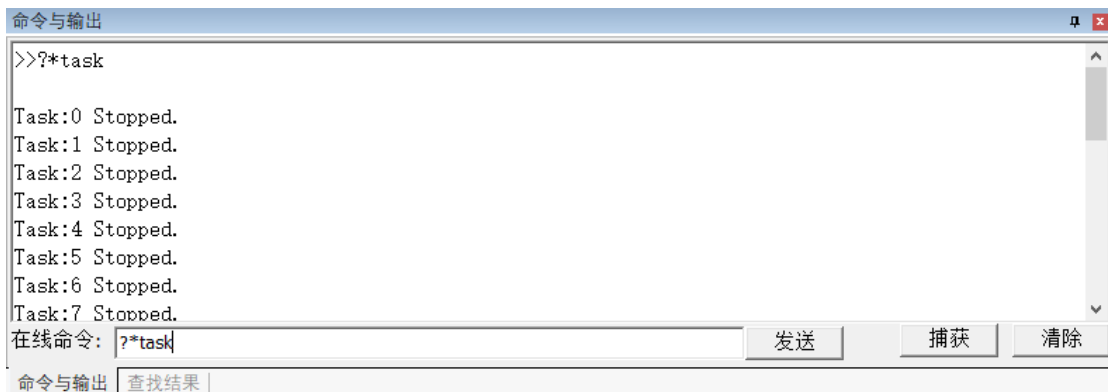 命令与输出
>>?*task
Task:0 Stopped.
Task:1 Stopped.
Task:2 Stopped.
Task:3 Stopped.
Task:4 Stopped.
Task:5 Stopped.
Task:6 Stopped.
Task:7 Stopped.
在线命令: ?*task 发送 捕获 清除
命令与输出 查找结果